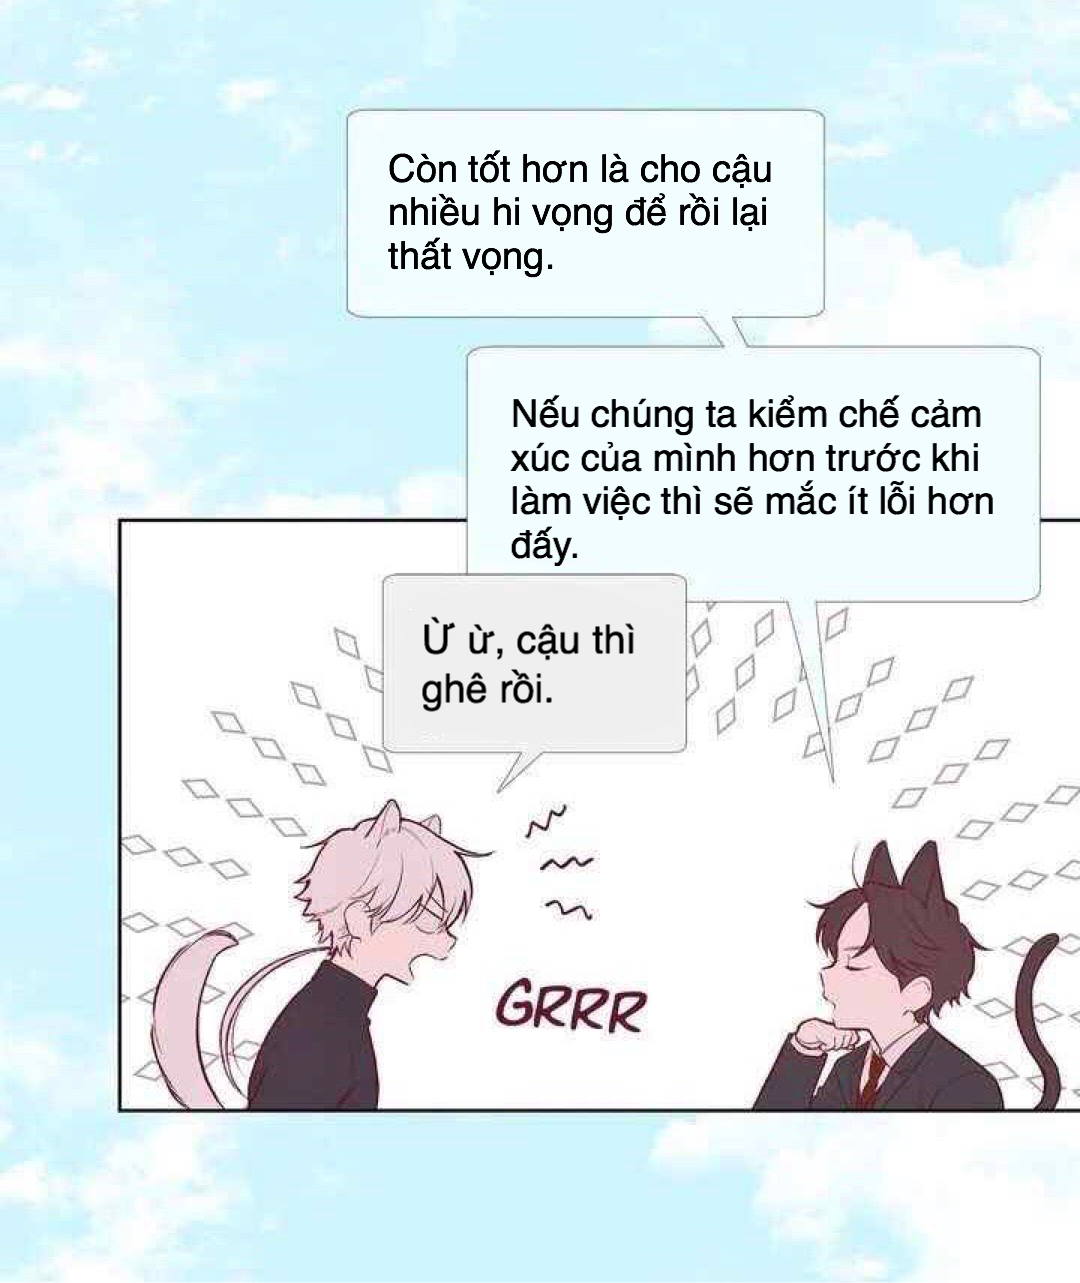 Còn tốt hơn là cho cậu
nhiều hi vọng để rồi lại
thất vọng.
Nếu chúng ta kiểm chế cảm
xúc của mình hơn trước khi
làm việc thì sẽ mắc ít lỗi hơn
đấy.
Ừ ừ, cậu thì
ghê rồi.
GRRR